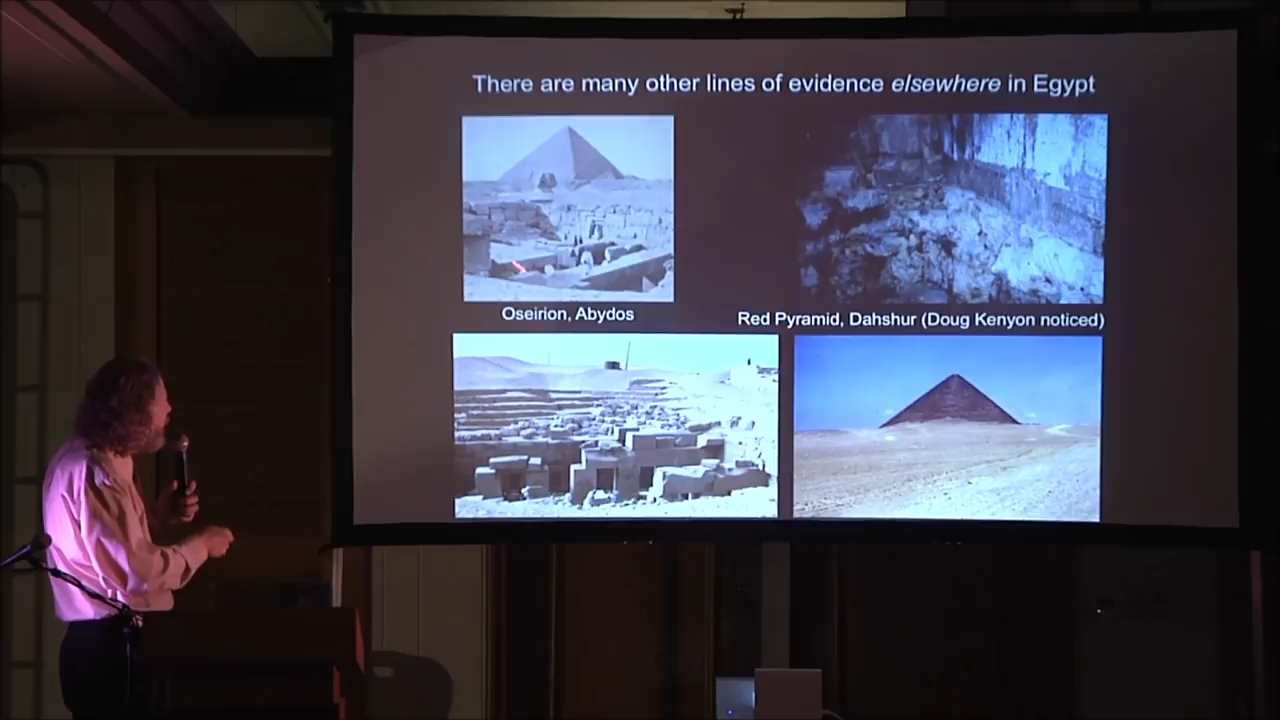 There are many other lines of evidence elsewhere in Egypt
Oseirion, Abydos
Red Pyramid, Dahshur (Doug Kenyon noticed)